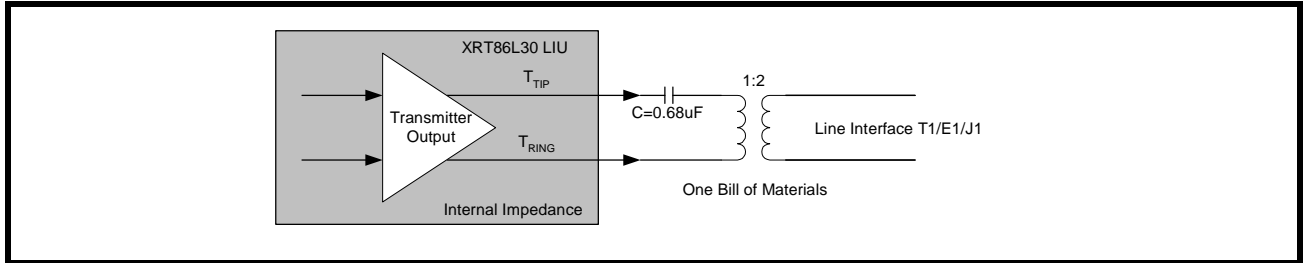 XRT86L30 LIU
TTIP
1:2
C=0.68uF
Transmitter
Output
Line Interface T1/E1/J1
TRING
One Bill of Materials
Internal Impedance